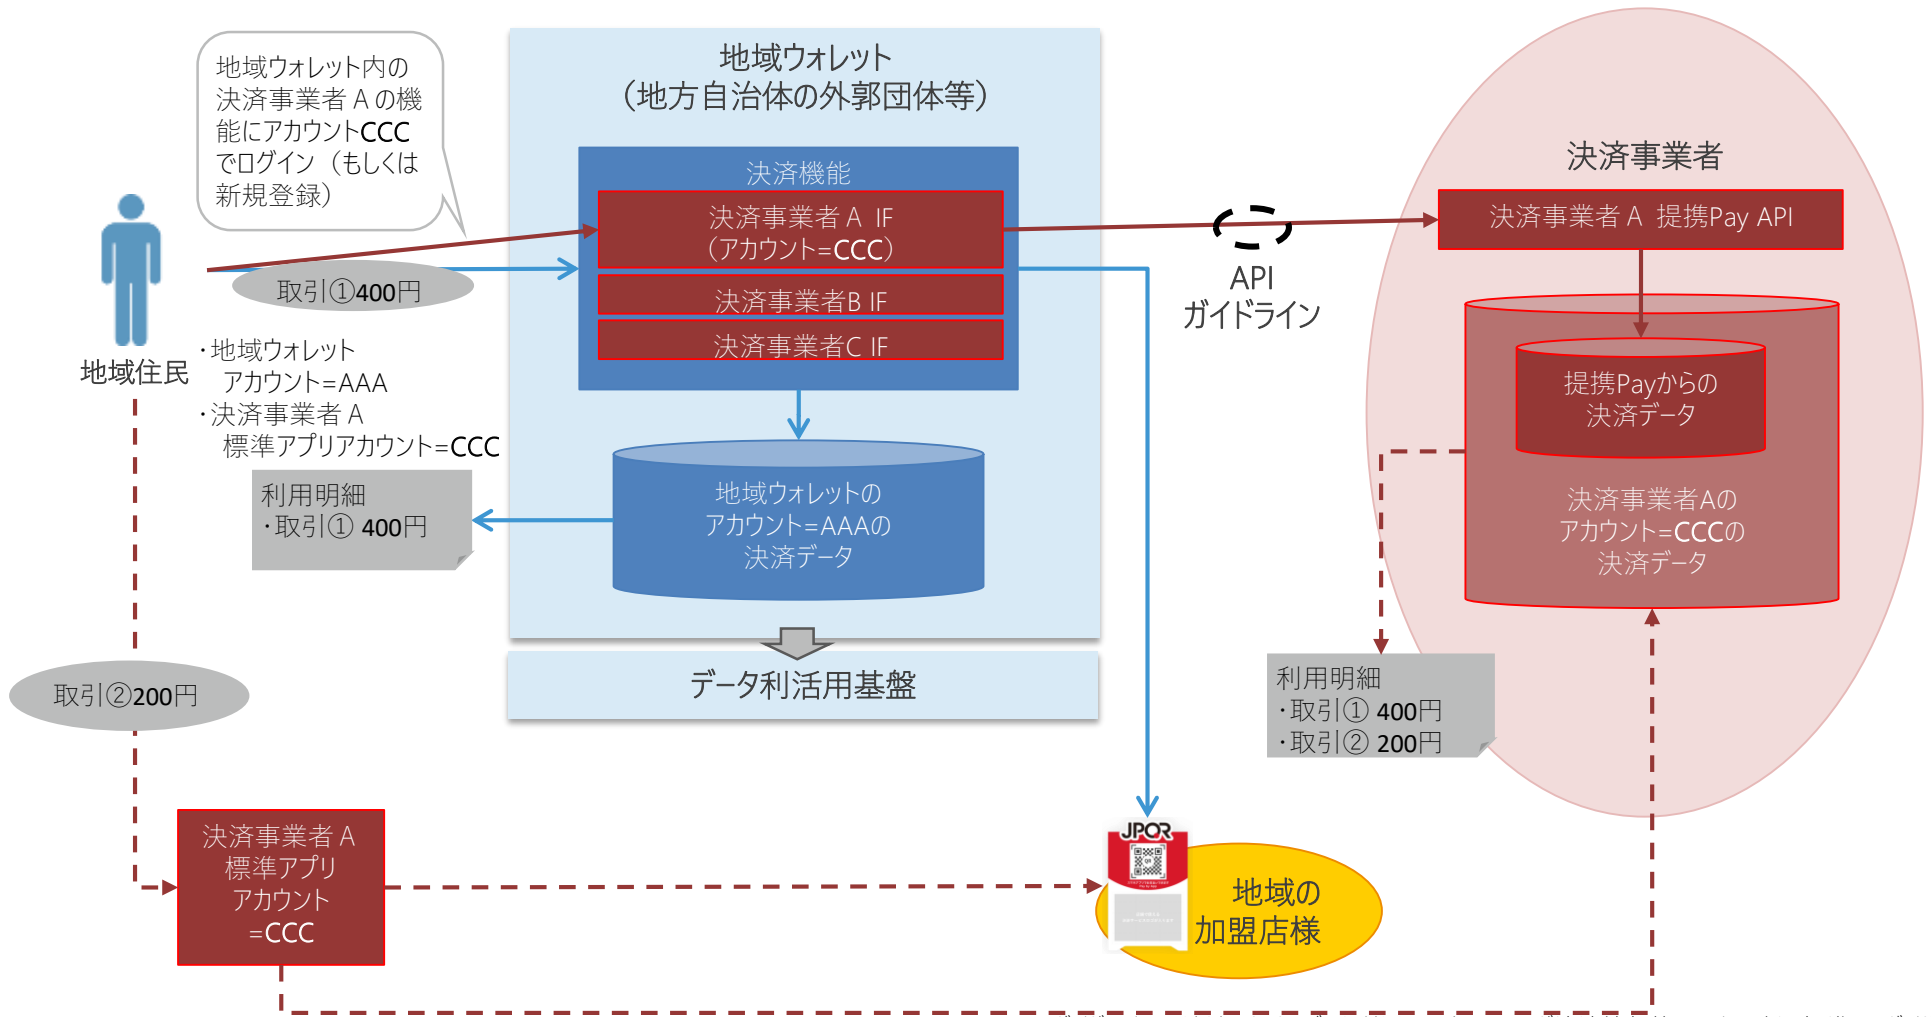 地域ウォレット内の
決済事業者Aの機
能にアカウントCCC
でログイン（もしくは
新規登録）
地域ウォレット
（地方自治体の外郭団体等）
決済機能
決済事業者A IF
（アカウント=CCC）
決済事業者B IF
決済事業者C IF
取引①400円
地域住民
・地域ウォレット
アカウント=AAA
・決済事業者A
標準アプリアカウント=CCC
利用明細
・取引① 400円
地域ウォレットの
アカウント=AAAの
決済データ
データ利活用基盤
API
ガイドライン
決済事業者
決済事業者A 提携Pay API
提携Payからの
決済データ
決済事業者Aの
アカウント=CCCの
決済データ
利用明細
・取引① 400円
・取引② 200円
取引②200円
決済事業者A
標準アプリ
アカウント
=CCC
JPQR
地域の
加盟店様